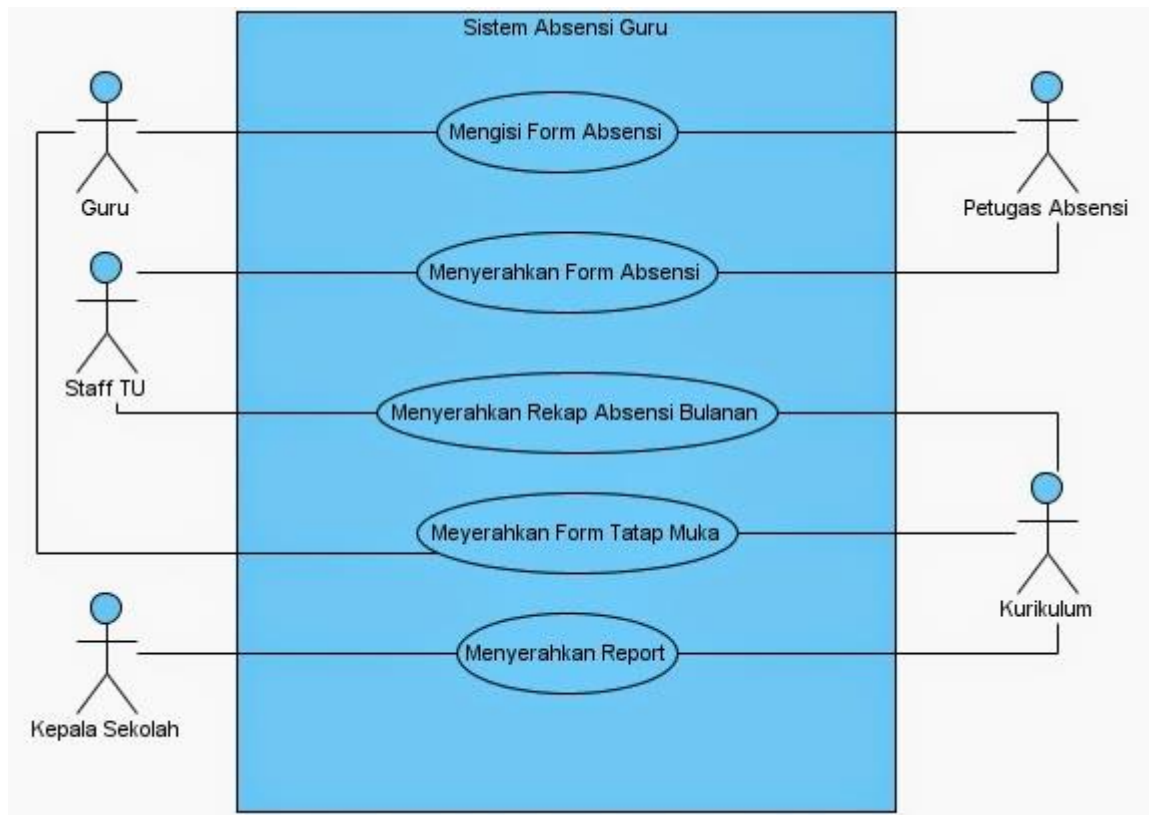 Sistem Absensi Guru
Mengisi Form Absensi
Guru
Petugas Absensi
Menyerahkan Form Absensi
Staff TU
Menyerahkan Rekap Absensi Bulanan
Meyerahkan Form Tatap Muka
Kurikulum
Menyerahkan Report
Kepala Sekolah